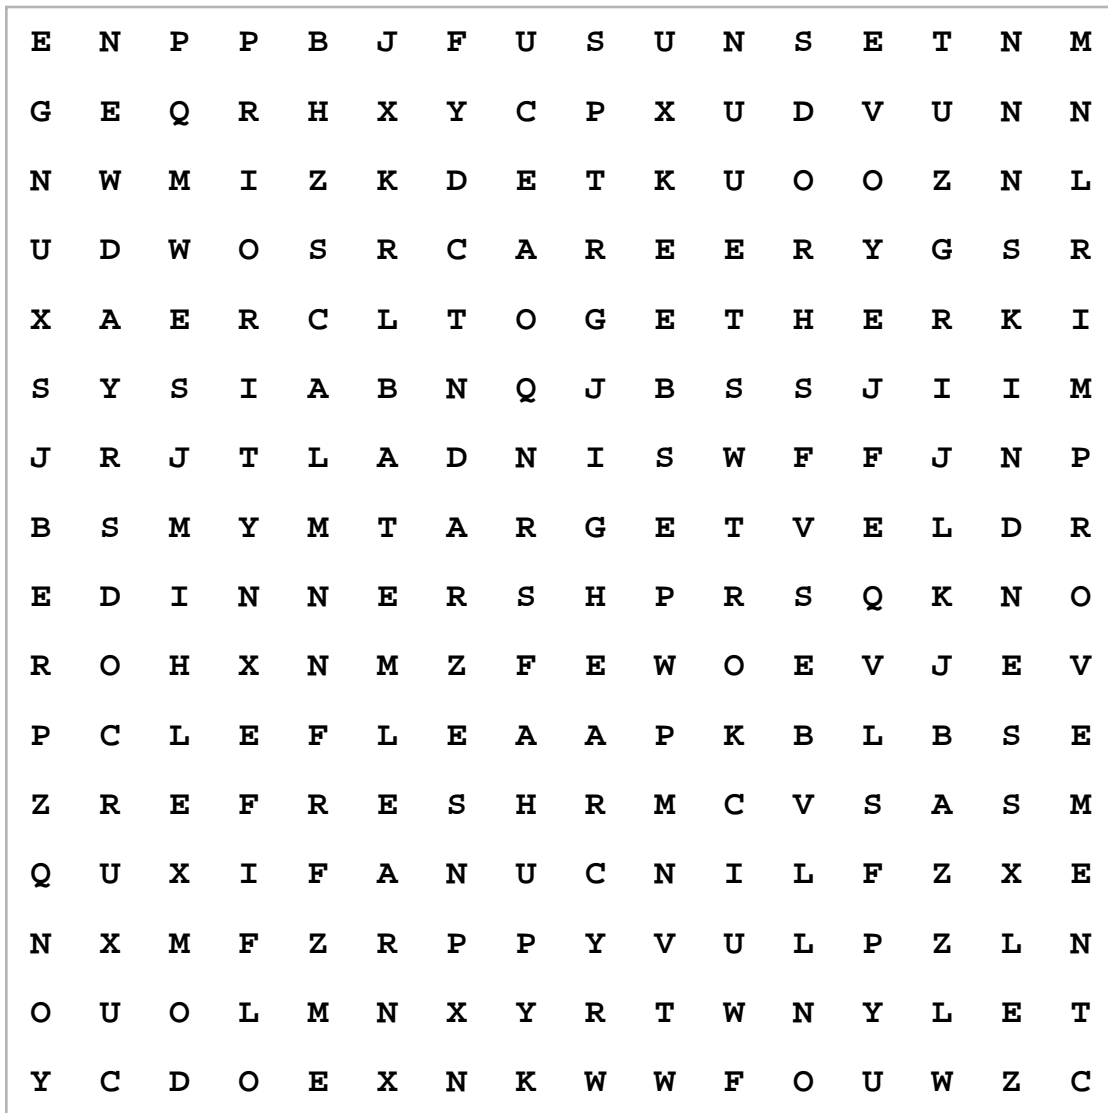 E N P P B J F U S U N S E T N M
G E Q R H X Y C P X U D V U N N
N W M I Z K D E T K U O O Z N L
U D W O S R C A R E E R Y G S R
X A E R C L T O G E T H E R K I
S Y S I A B N Q J B S S J I I M
J R J T L A D N I S W F F J N P
B S M Y M T A R G E T V E L D R
E D I N N E R S H P R S Q K N O
R O H X N M Z F E W O E V J E V
P C L E F L E A A P K B L B S E
Z R E F R E S H R M C V S A S M
Q U X I F A N U C N I L F Z X E
N X M F Z R P P Y V U L P Z L N
O U O L M N X Y R T W N Y L E T
Y C D O E X N K W W F O U W Z C